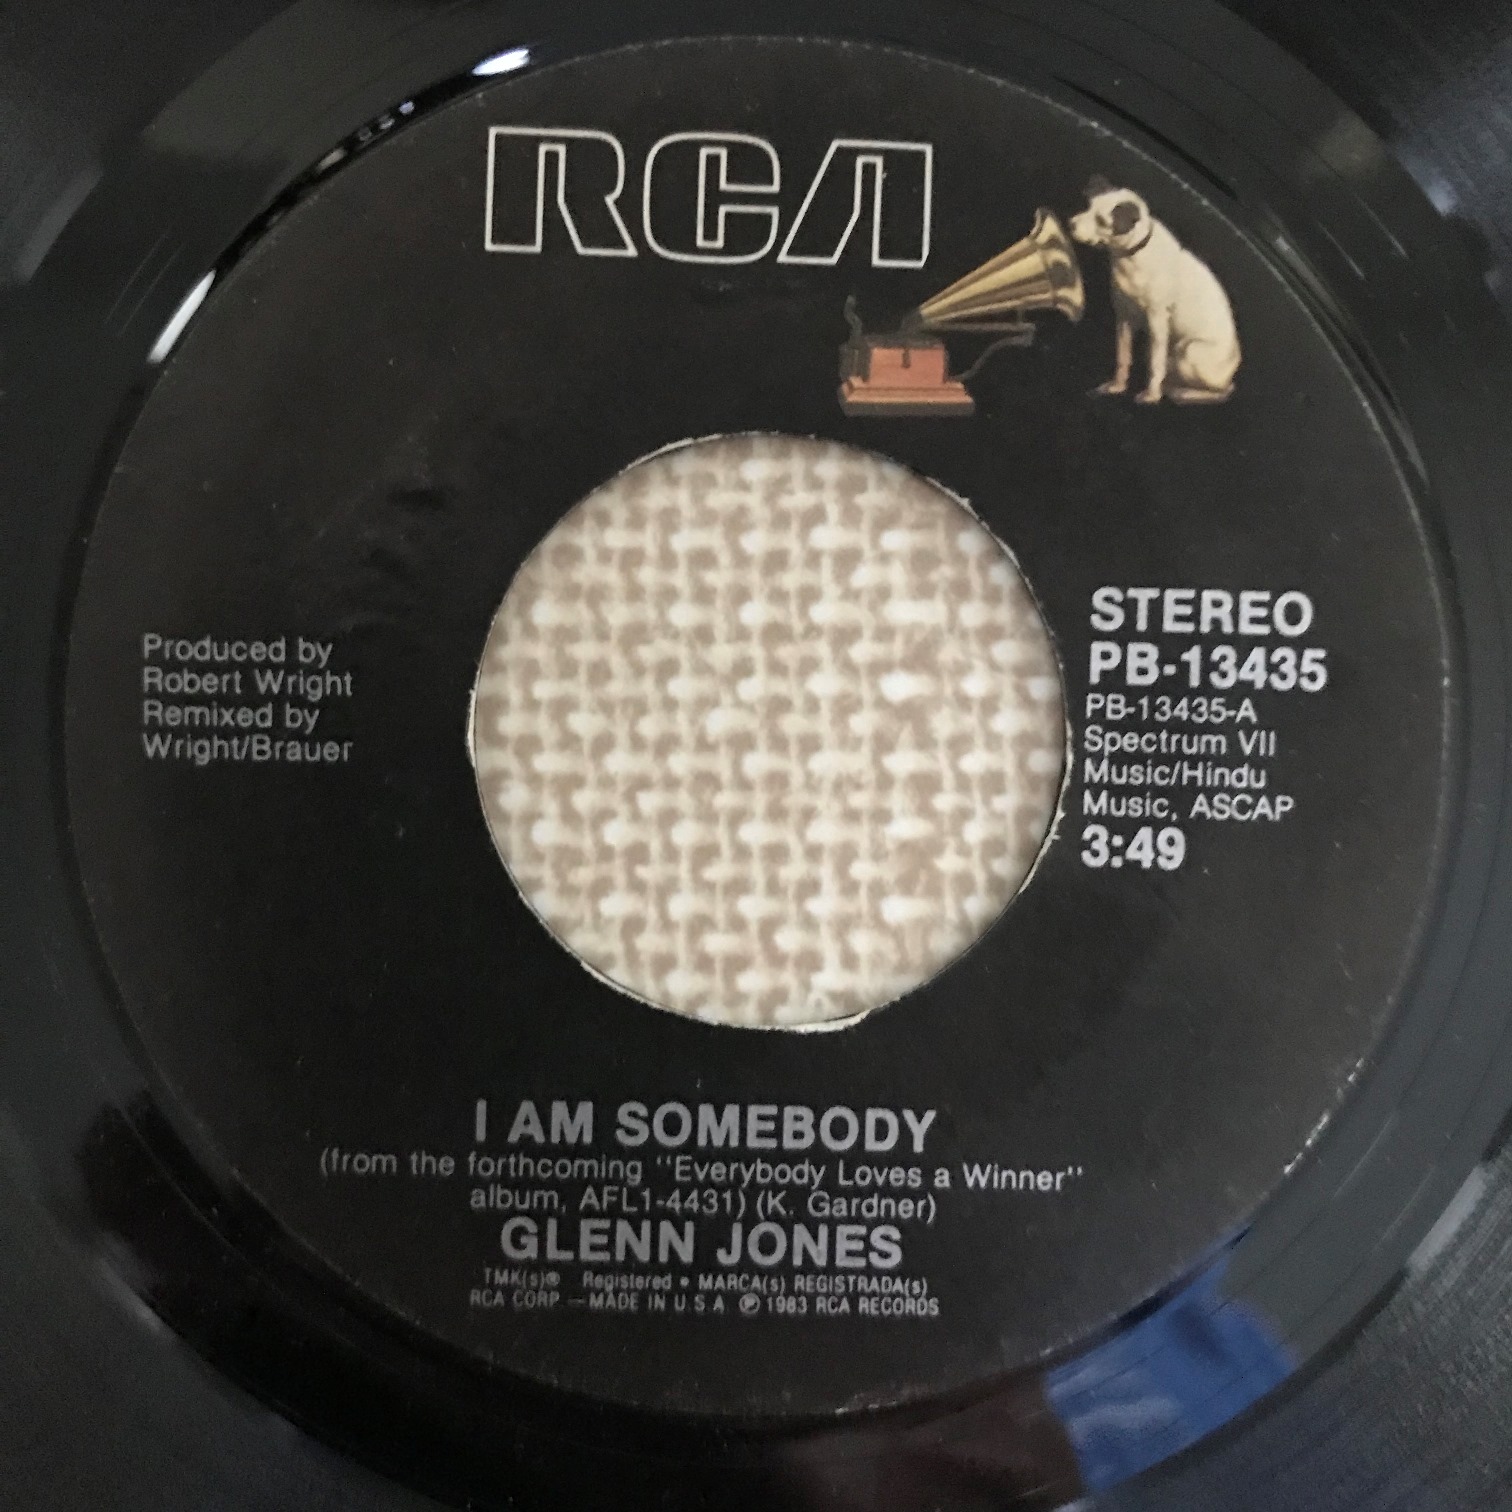 RCA
Produced by
Robert Wright
Remixed by
Wright/Brauer
STEREO
PB-13435
PB-13435-A
Spectrum VII
Music/Hindu
Music, ASCAP
3:49
I AM SOMEBODY
(from the forthcoming "Everybody Loves a Winner"
album, AFL1-4431) (K. Gardner)
GLENN JONES
TMK(s)® Registered • MARCA(s) REGISTRADA(s)
RCA CORP.—MADE IN U.S.A. ℗ 1983 RCA RECORDS